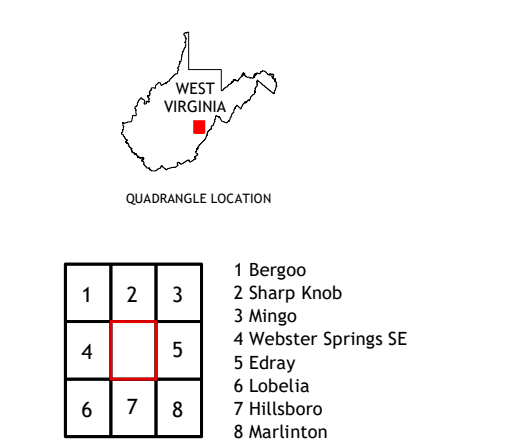 WEST
VIRGINIA
QUADRANGLE LOCATION
1 2 3
4 5
6 7 8
1 Bergoo
2 Sharp Knob
3 Mingo
4 Webster Springs SE
5 Edray
6 Lobelia
7 Hillsboro
8 Marlinton